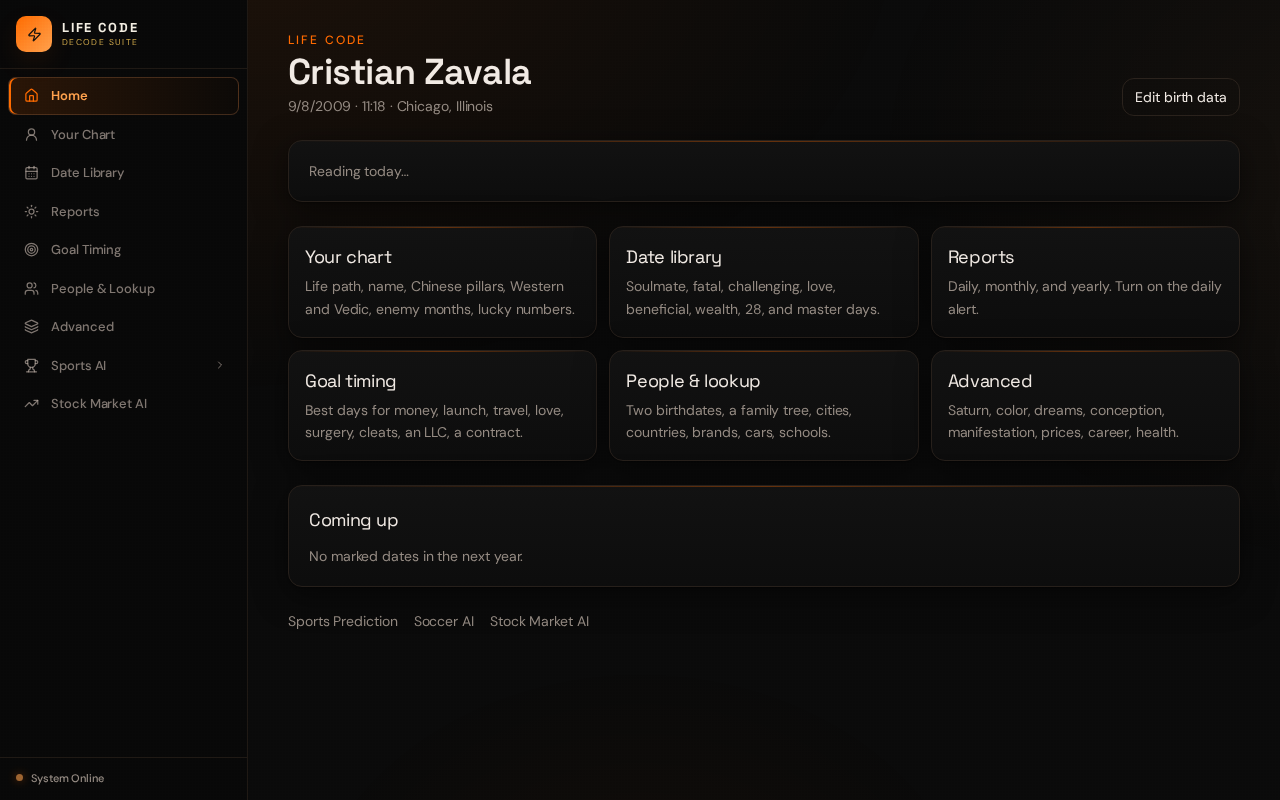 LIFE CODE
DECODE SUITE
Home
Your Chart
Date Library
Reports
Goal Timing
People & Lookup
Advanced
Sports AI
Stock Market AI
System Online
LIFE CODE
Cristian Zavala
9/8/2009 · 11:18 · Chicago, Illinois
Edit birth data
Reading today…
Your chart
Life path, name, Chinese pillars, Western
and Vedic, enemy months, lucky numbers.
Date library
Soulmate, fatal, challenging, love,
beneficial, wealth, 28, and master days.
Reports
Daily, monthly, and yearly. Turn on the daily
alert.
Goal timing
Best days for money, launch, travel, love,
surgery, cleats, an LLC, a contract.
People & lookup
Two birthdates, a family tree, cities,
countries, brands, cars, schools.
Advanced
Saturn, color, dreams, conception,
manifestation, prices, career, health.
Coming up
No marked dates in the next year.
Sports Prediction Soccer AI Stock Market AI